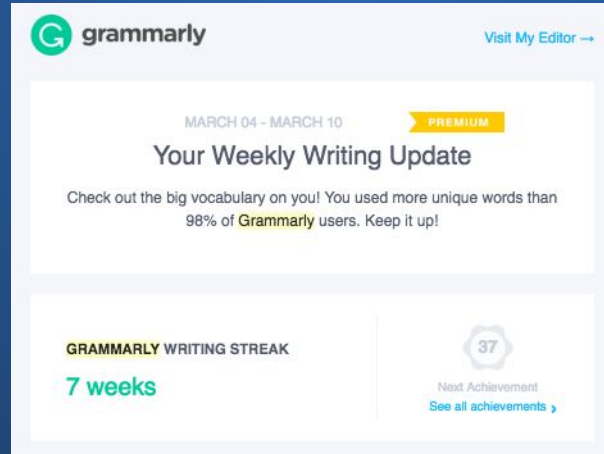 grammarly
Visit My Editor →
MARCH 04 - MARCH 10
PREMIUM
Your Weekly Writing Update
Check out the big vocabulary on you! You used more unique words than
98% of Grammarly users. Keep it up!
GRAMMARLY WRITING STREAK
7 weeks
37
Next Achievement
See all achievements ›